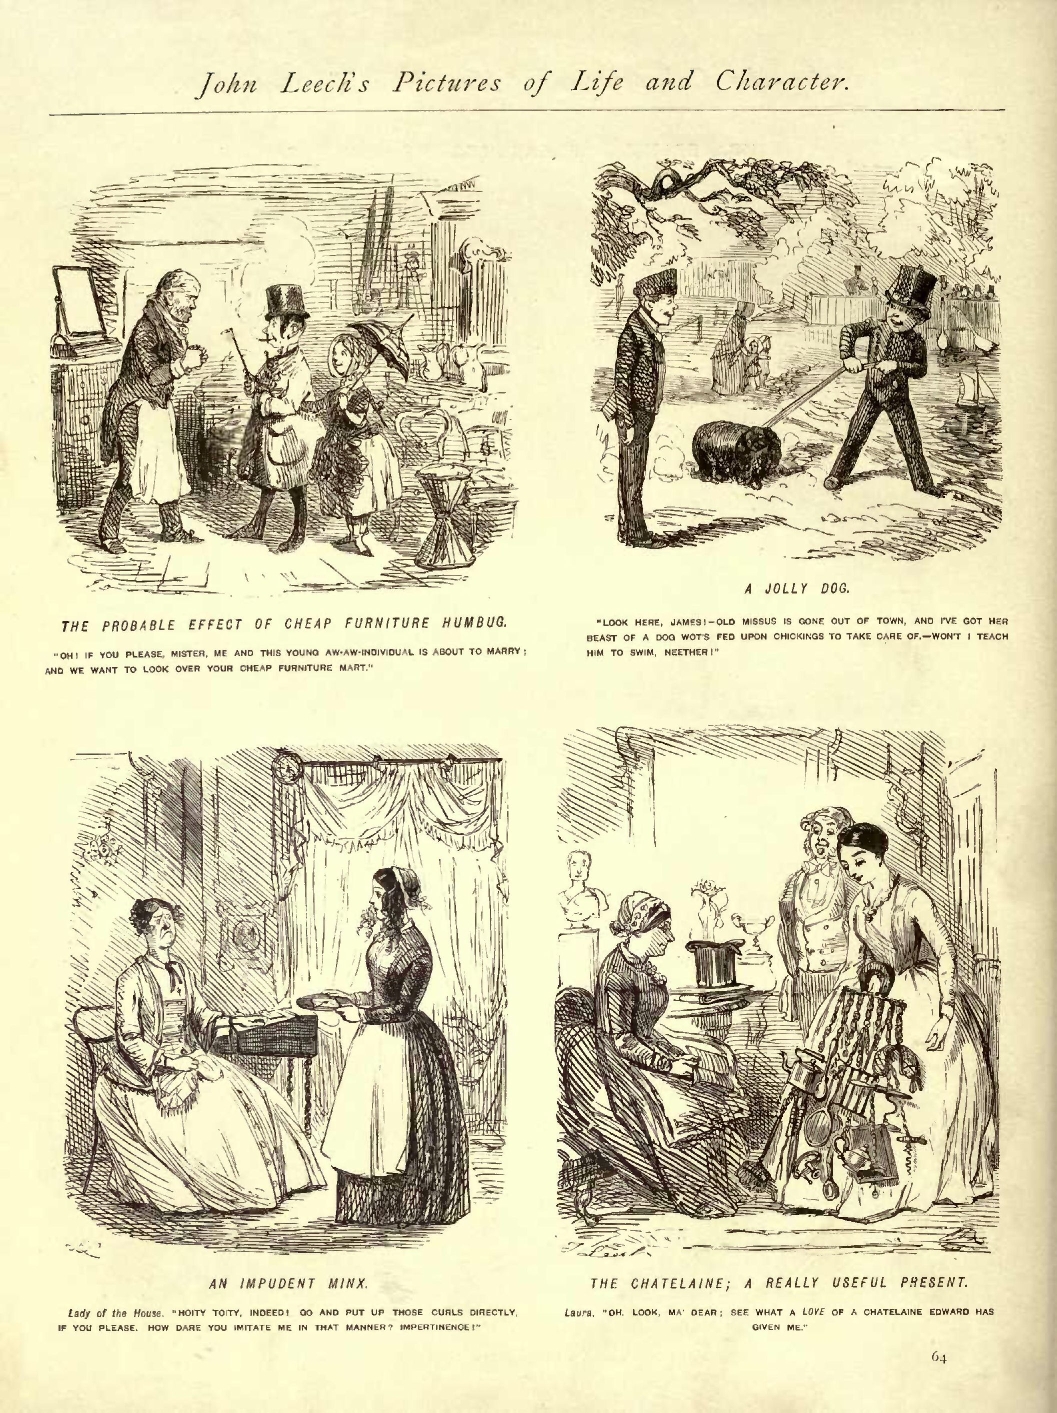 John Leech's Pictures of Life and Character.
THE PROBABLE EFFECT OF CHEAP FURNITURE HUMBUG.
"OH! IF YOU PLEASE, MISTER, ME AND THIS YOUNG AW-AW-INDIVIDUAL IS ABOUT TO MARRY;
AND WE WANT TO LOOK OVER YOUR CHEAP FURNITURE MART."
A JOLLY DOG.
"LOOK HERE, JAMES!—OLD MISSUS IS GONE OUT OF TOWN, AND I'VE GOT HER
BEAST OF A DOG WOT'S FED UPON CHICKINGS TO TAKE CARE OF.—WON'T I TEACH
HIM TO SWIM, NEETHER!"
AN IMPUDENT MINX.
Lady of the House. "HOITY TOITY, INDEED! GO AND PUT UP THOSE CURLS DIRECTLY,
IF YOU PLEASE. HOW DARE YOU IMITATE ME IN THAT MANNER? IMPERTINENCE!"
J. Leech
THE CHATELAINE; A REALLY USEFUL PRESENT.
Laura. "OH. LOOK, MA' DEAR; SEE WHAT A LOVE OF A CHATELAINE EDWARD HAS
GIVEN ME."
64